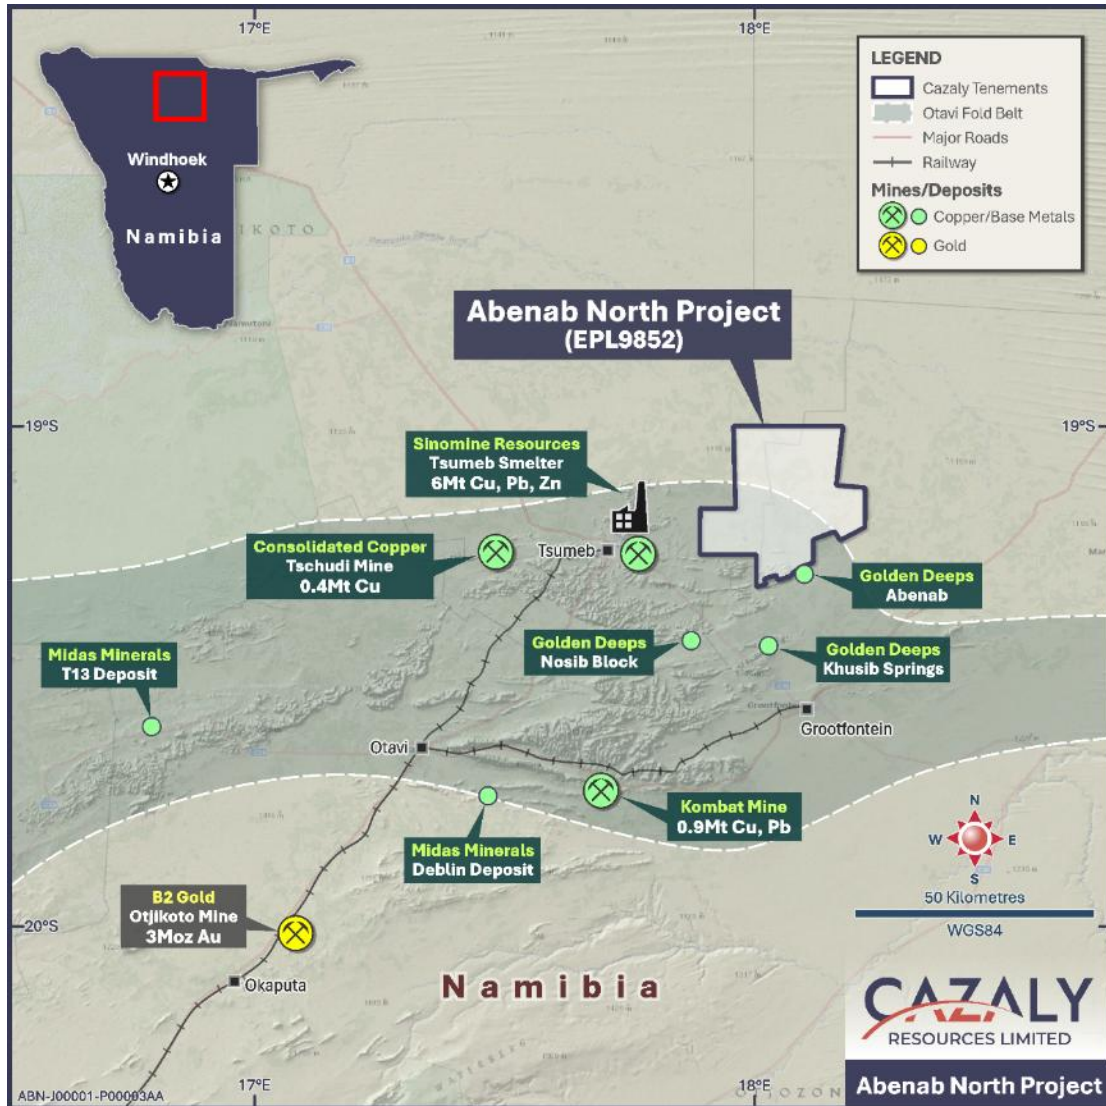 17°E
18°E
LEGEND
Cazaly Tenements
Otavi Fold Belt
Major Roads
Railway
Mines/Deposits
Copper/Base Metals
Gold
Windhoek
Namibia
Abenab North Project
(EPL9852)
19°S
19°S
Sinomine Resources
Tsumeb Smelter
6Mt Cu, Pb, Zn
Consolidated Copper
Tschudi Mine
0.4Mt Cu
Tsumeb
Golden Deeps
Abenab
Golden Deeps
Nosib Block
Golden Deeps
Khusib Springs
Midas Minerals
T13 Deposit
Grootfontein
Grootfontein
Otavi
Kombat Mine
0.9Mt Cu, Pb
Midas Minerals
Deblin Deposit
N
W
E
S
50 Kilometres
WGS84
B2 Gold
Otjikoto Mine
3Moz Au
20°S
Okaputa
Namibia
CAZALY
RESOURCES LIMITED
Abenab North Project
17°E
18°E
ABN-J00001-P00003AA